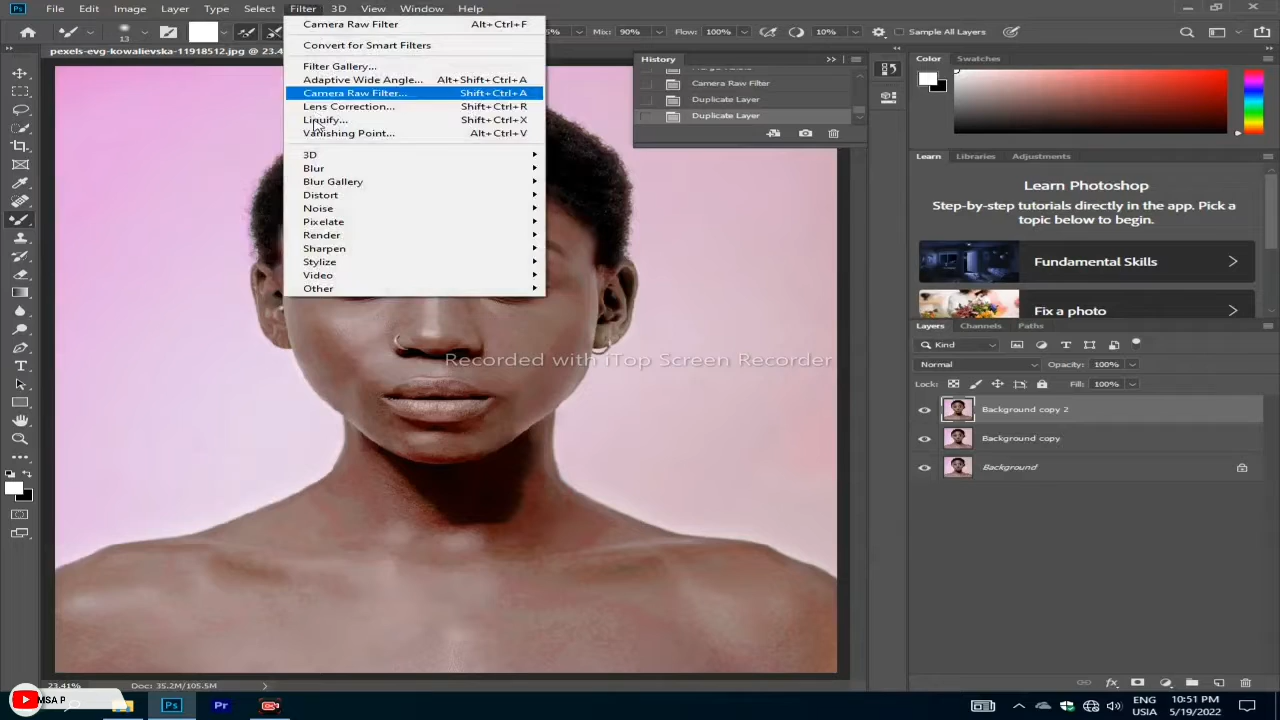 Ps File Edit Image Layer Type Select Filter 3D View Window Help
13 5% Mix: 90% Flow: 100% 10% Sample All Layers
pexels-evg-kowalievska-11918512.jpg @ 23.4
Camera Raw Filter Alt+Ctrl+F
Convert for Smart Filters
Filter Gallery...
Adaptive Wide Angle... Alt+Shift+Ctrl+A
Camera Raw Filter... Shift+Ctrl+A
Lens Correction... Shift+Ctrl+R
Liquify... Shift+Ctrl+X
Vanishing Point... Alt+Ctrl+V
3D
Blur
Blur Gallery
Distort
Noise
Pixelate
Render
Sharpen
Stylize
Video
Other
History
Camera Raw Filter
Duplicate Layer
Duplicate Layer
Color Swatches
Learn Libraries Adjustments
Learn Photoshop
Step-by-step tutorials directly in the app. Pick a
topic below to begin.
Fundamental Skills
Fix a photo
Layers Channels Paths
Kind
Normal Opacity: 100%
Lock: Fill: 100%
Background copy 2
Background copy
Background
Recorded with iTop Screen Recorder
23.41% Doc: 35.2M/105.5M
MSA P
Ps Pr
ENG 10:51 PM
USIA 5/19/2022